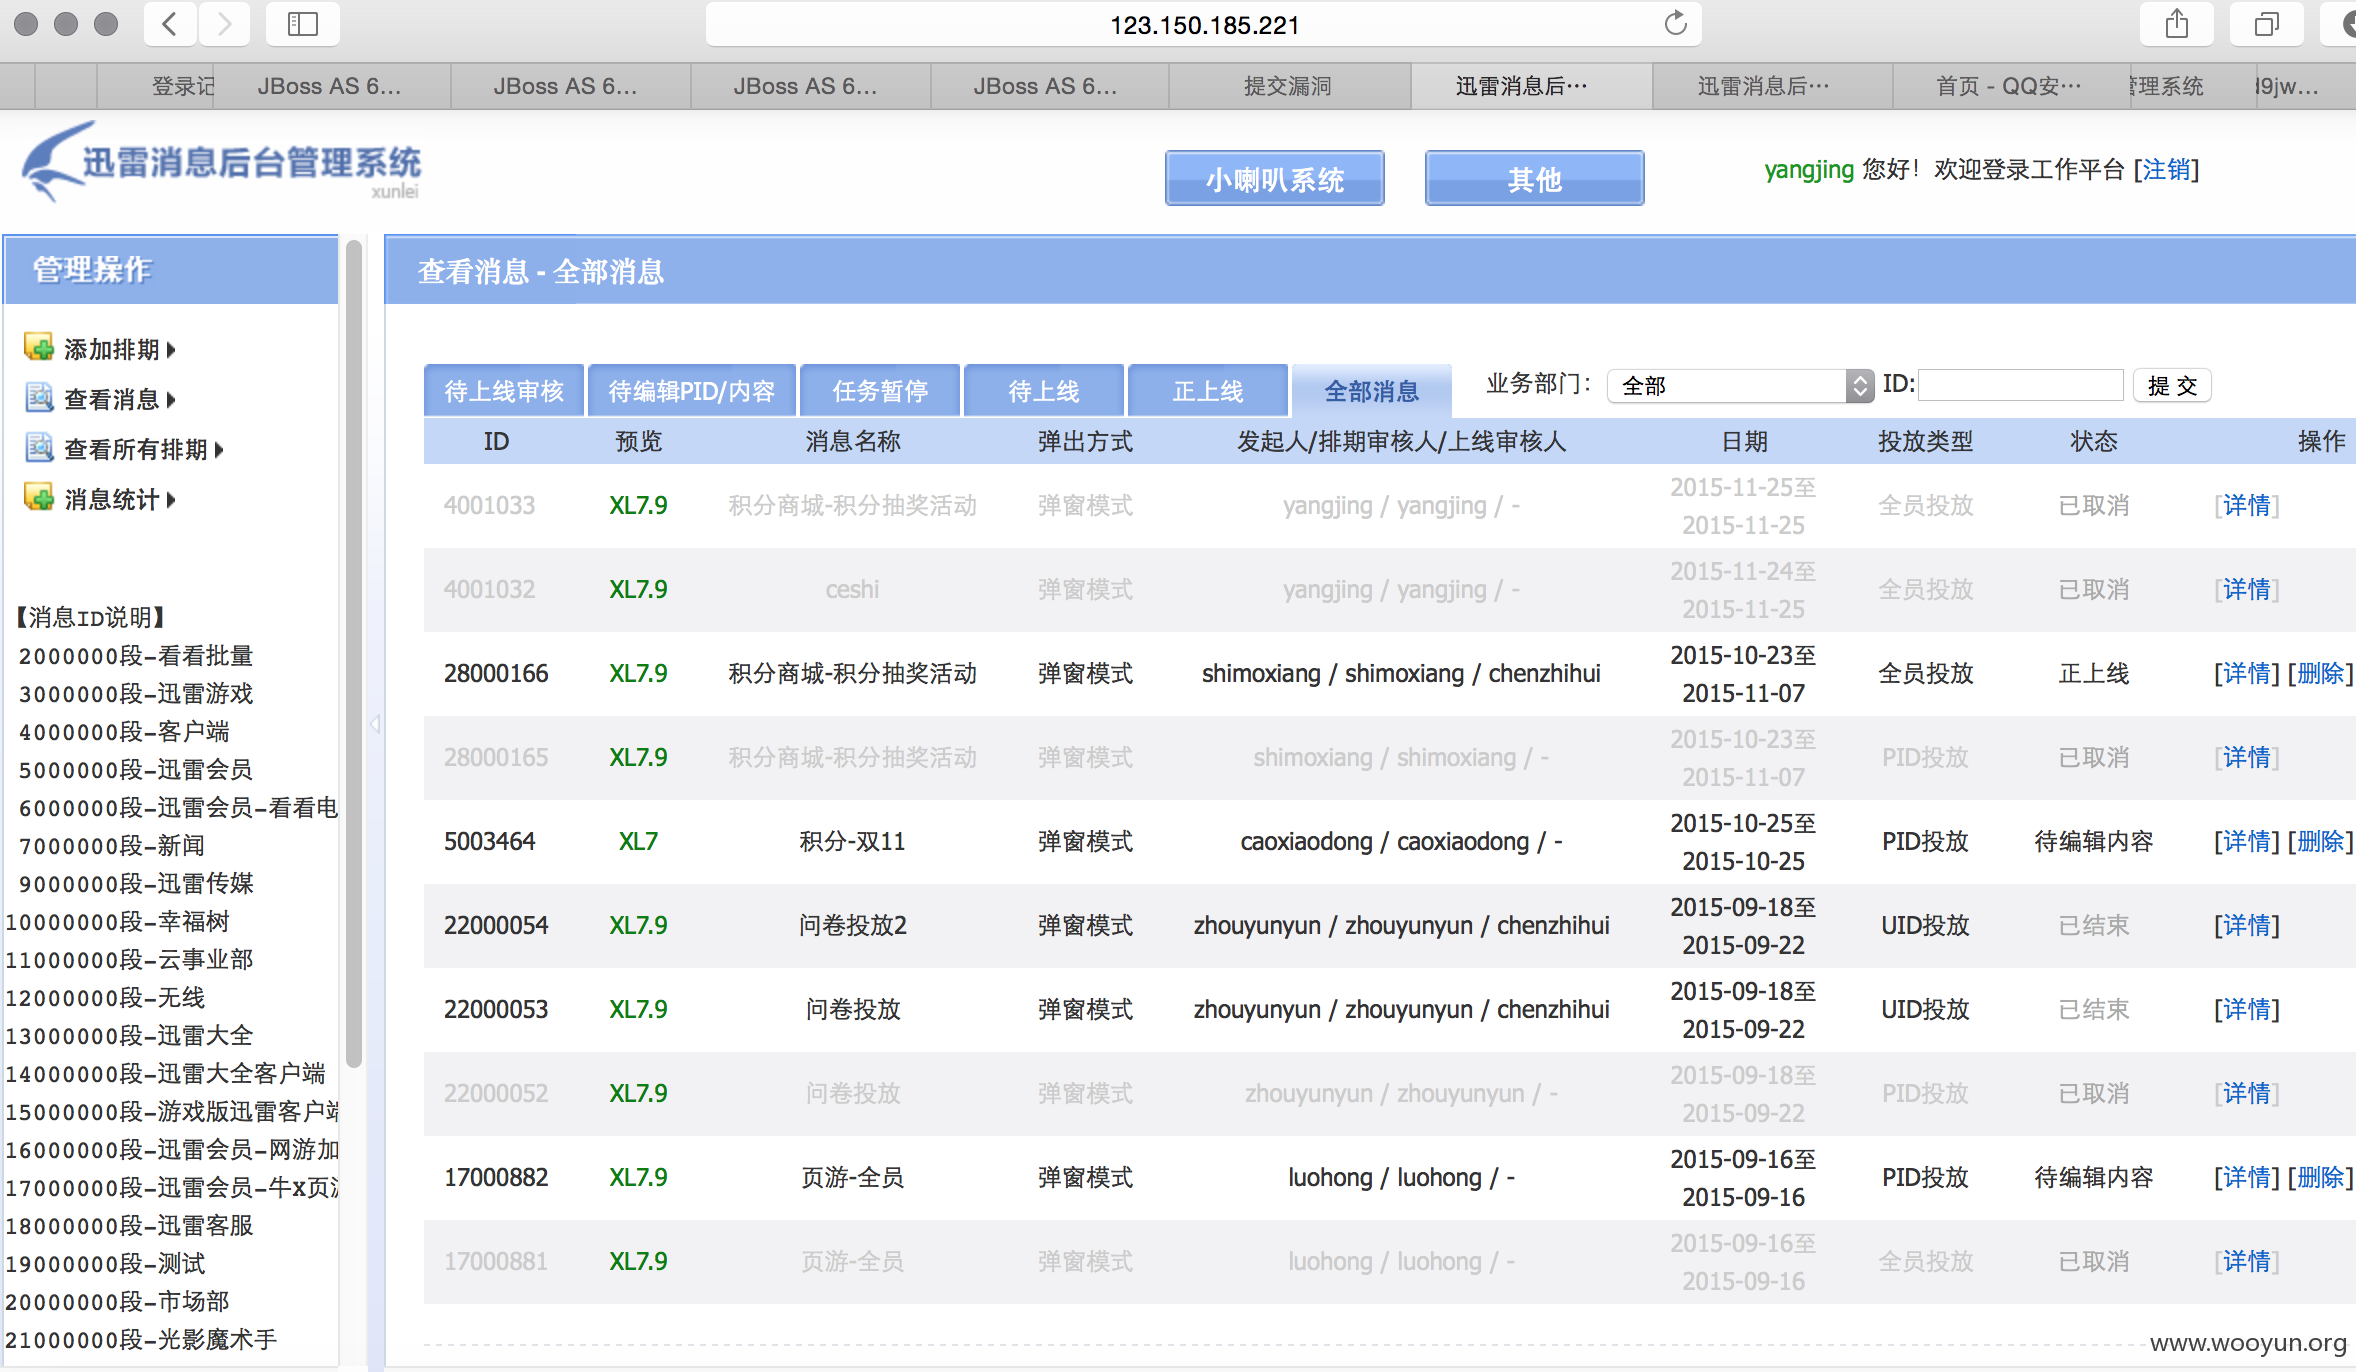 123.150.185.221
登录记 JBoss AS 6... JBoss AS 6... JBoss AS 6... JBoss AS 6... 提交漏洞 迅雷消息后… 迅雷消息后… 首页 - QQ安… 管理系统 l9jw...
迅雷消息后台管理系统
xunlei
小喇叭系统 其他 yangjing 您好！欢迎登录工作平台 [注销]
管理操作
添加排期
查看消息
查看所有排期
消息统计
【消息ID说明】
2000000段-看看批量
3000000段-迅雷游戏
4000000段-客户端
5000000段-迅雷会员
6000000段-迅雷会员-看看电
7000000段-新闻
9000000段-迅雷传媒
10000000段-幸福树
11000000段-云事业部
12000000段-无线
13000000段-迅雷大全
14000000段-迅雷大全客户端
15000000段-游戏版迅雷客户端
16000000段-迅雷会员-网游加
17000000段-迅雷会员-牛X页游
18000000段-迅雷客服
19000000段-测试
20000000段-市场部
21000000段-光影魔术手
查看消息 - 全部消息
待上线审核 待编辑PID/内容 任务暂停 待上线 正上线 全部消息 业务部门： 全部 ID: 提 交
ID 预览 消息名称 弹出方式 发起人/排期审核人/上线审核人 日期 投放类型 状态 操作
4001033 XL7.9 积分商城-积分抽奖活动 弹窗模式 yangjing / yangjing / - 2015-11-25至 2015-11-25 全员投放 已取消 [详情]
4001032 XL7.9 ceshi 弹窗模式 yangjing / yangjing / - 2015-11-24至 2015-11-25 全员投放 已取消 [详情]
28000166 XL7.9 积分商城-积分抽奖活动 弹窗模式 shimoxiang / shimoxiang / chenzhihui 2015-10-23至 2015-11-07 全员投放 正上线 [详情] [删除]
28000165 XL7.9 积分商城-积分抽奖活动 弹窗模式 shimoxiang / shimoxiang / - 2015-10-23至 2015-11-07 PID投放 已取消 [详情]
5003464 XL7 积分-双11 弹窗模式 caoxiaodong / caoxiaodong / - 2015-10-25至 2015-10-25 PID投放 待编辑内容 [详情] [删除]
22000054 XL7.9 问卷投放2 弹窗模式 zhouyunyun / zhouyunyun / chenzhihui 2015-09-18至 2015-09-22 UID投放 已结束 [详情]
22000053 XL7.9 问卷投放 弹窗模式 zhouyunyun / zhouyunyun / chenzhihui 2015-09-18至 2015-09-22 UID投放 已结束 [详情]
22000052 XL7.9 问卷投放 弹窗模式 zhouyunyun / zhouyunyun / - 2015-09-18至 2015-09-22 PID投放 已取消 [详情]
17000882 XL7.9 页游-全员 弹窗模式 luohong / luohong / - 2015-09-16至 2015-09-16 PID投放 待编辑内容 [详情] [删除]
17000881 XL7.9 页游-全员 弹窗模式 luohong / luohong / - 2015-09-16至 2015-09-16 全员投放 已取消 [详情]
www.wooyun.org